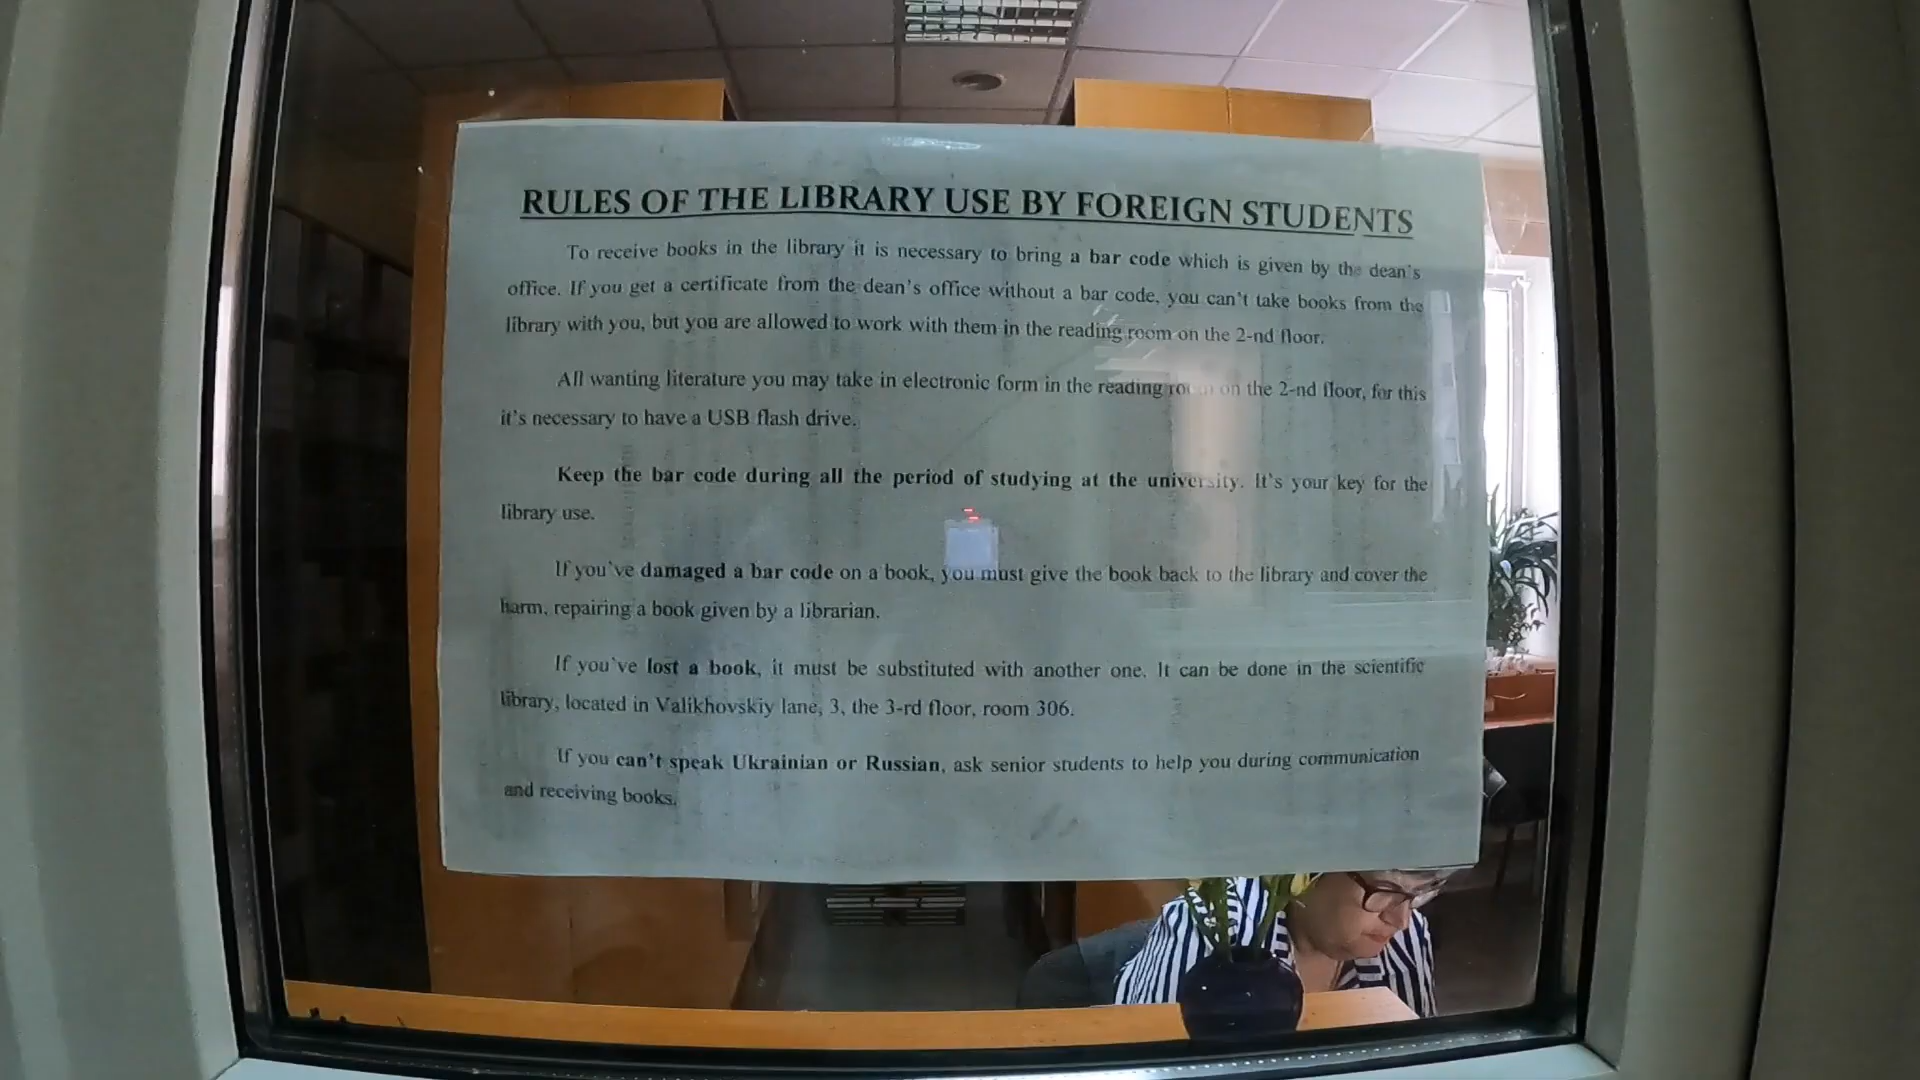 RULES OF THE LIBRARY USE BY FOREIGN STUDENTS
To receive books in the library it is necessary to bring a bar code which is given by the dean's
office. If you get a certificate from the dean's office without a bar code, you can't take books from the
library with you, but you are allowed to work with them in the reading room on the 2-nd floor.
All wanting literature you may take in electronic form in the reading room on the 2-nd floor, for this
it's necessary to have a USB flash drive.
Keep the bar code during all the period of studying at the university. It's your key for the
library use.
If you've damaged a bar code on a book, you must give the book back to the library and cover the
harm, repairing a book given by a librarian.
If you've lost a book, it must be substituted with another one. It can be done in the scientific
library, located in Valikhovskiy lane, 3, the 3-rd floor, room 306.
If you can't speak Ukrainian or Russian, ask senior students to help you during communication
and receiving books.